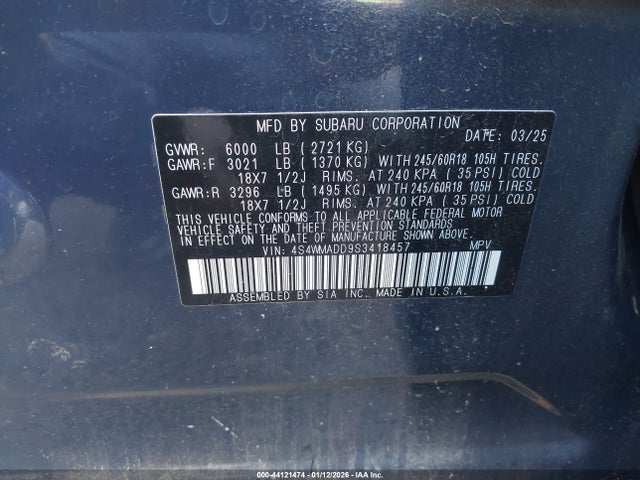 MFD BY SUBARU CORPORATION DATE: 03/25
GVWR: 6000 LB (2721 KG)
GAWR:F 3021 LB (1370 KG) WITH 245/60R18 105H TIRES.
18X7 1/2J RIMS. AT 240 KPA (35 PSI) COLD
GAWR:R 3296 LB (1495 KG) WITH 245/60R18 105H TIRES.
18X7 1/2J RIMS. AT 240 KPA (35 PSI) COLD
THIS VEHICLE CONFORMS TO ALL APPLICABLE FEDERAL MOTOR
VEHICLE SAFETY AND THEFT PREVENTION STANDARDS
IN EFFECT ON THE DATE OF MANUFACTURE SHOWN ABOVE.
VIN: 4S4WMADD9S3418457 MPV
ASSEMBLED BY SIA INC. MADE IN U.S.A.
000-44121474 - 01/12/2026 - IAA Inc.